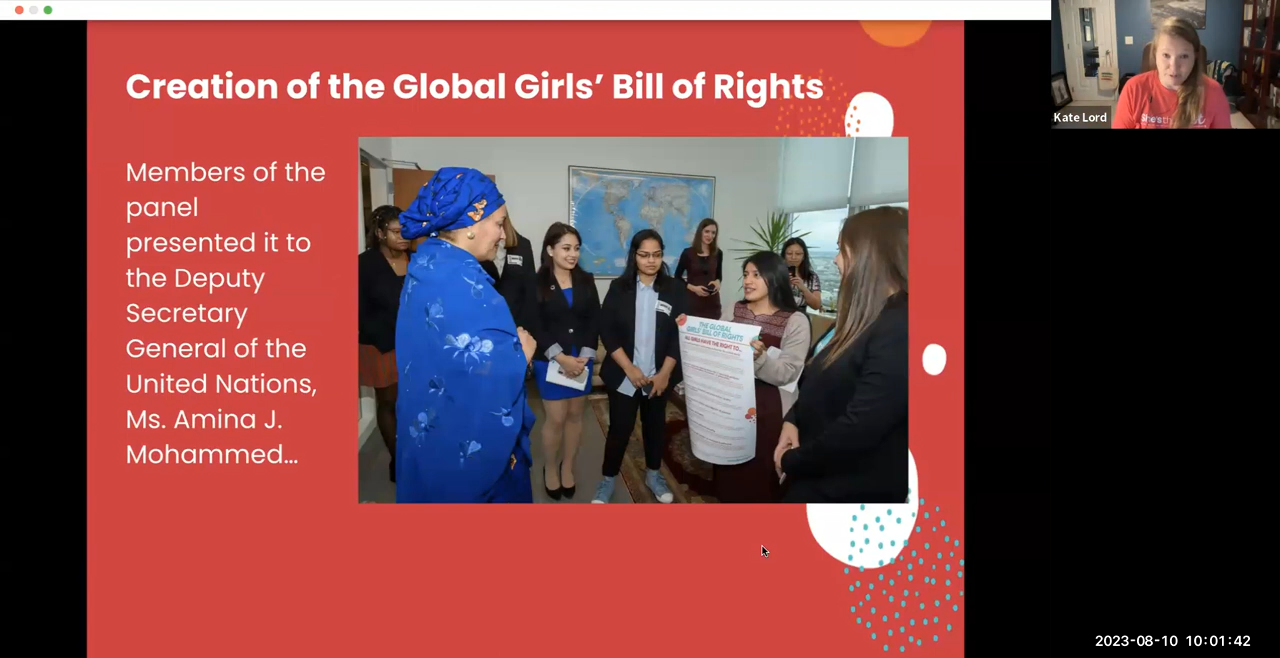 Creation of the Global Girls’ Bill of Rights
Members of the
panel
presented it to
the Deputy
Secretary
General of the
United Nations,
Ms. Amina J.
Mohammed...
THE GLOBAL
GIRLS' BILL OF RIGHTS
ALL GIRLS HAVE THE RIGHT TO...
Kate Lord
2023-08-10 10:01:42